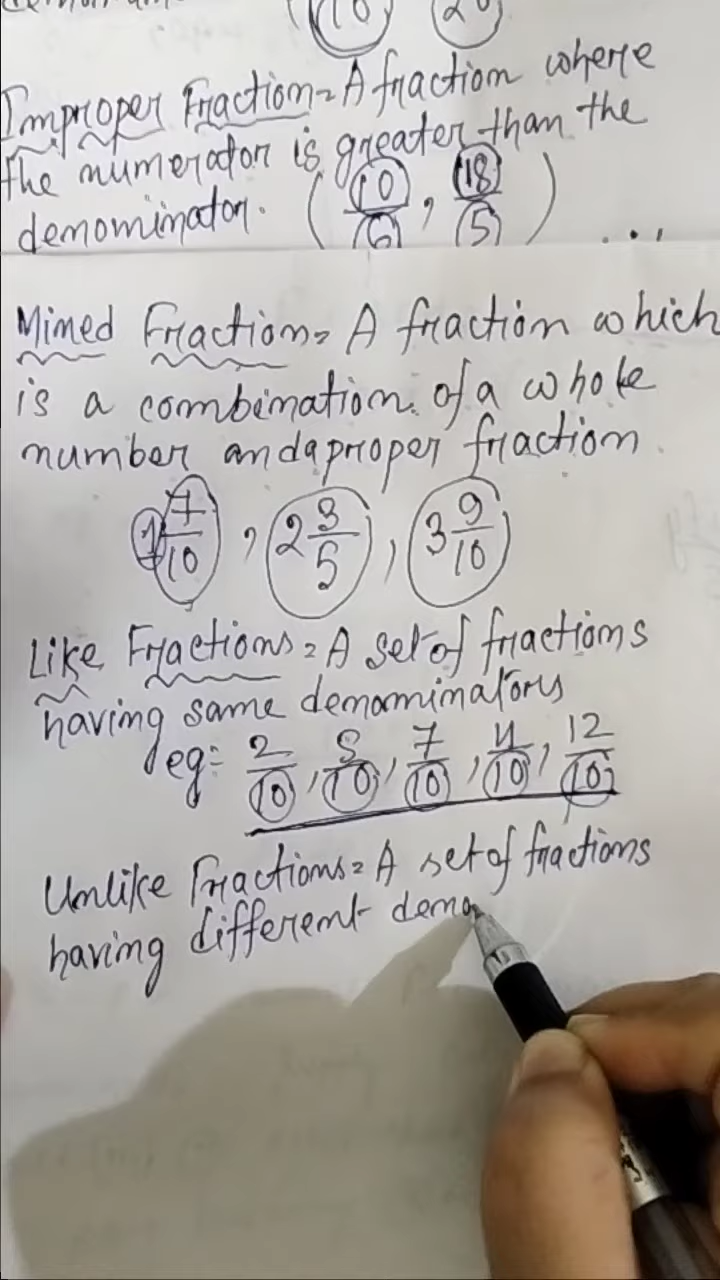 10 20
Improper Fraction = A fraction where
the numerator is greater than the
denominator. (10/6, 18/5) ...
Mixed Fraction = A fraction which
is a combination of a whole
number and a proper fraction.
1 7/10, 2 3/5, 3 9/10
Like Fractions = A set of fractions
having same denominators
eg:- 2/10, 5/10, 7/10, 4/10, 12/10
Unlike Fractions = A set of fractions
having different deno